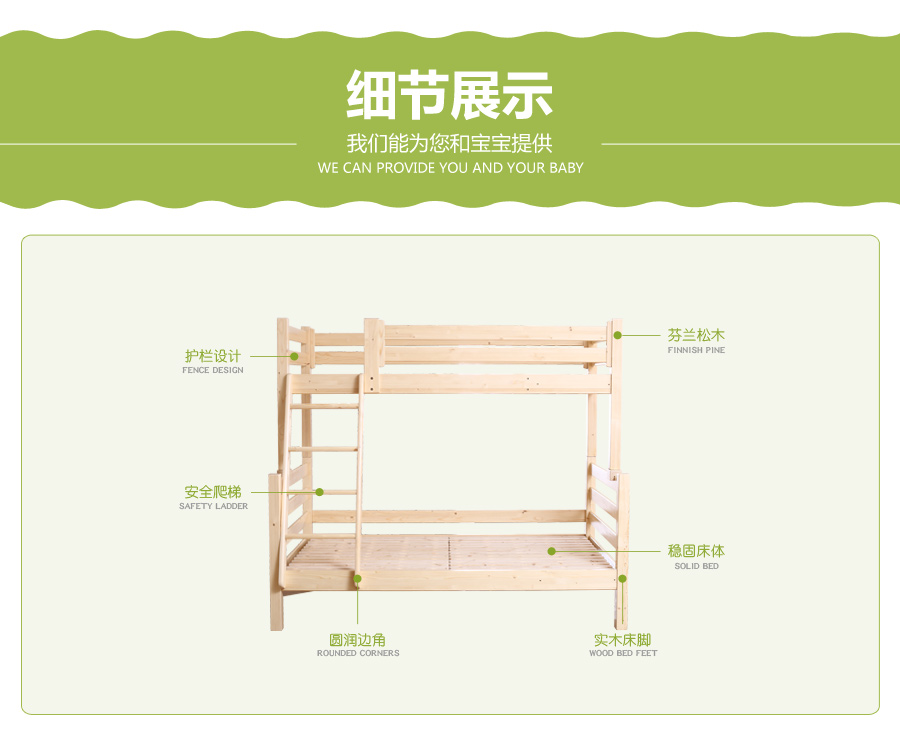 细节展示
我们能为您和宝宝提供
WE CAN PROVIDE YOU AND YOUR BABY
芬兰松木
FINNISH PINE
护栏设计
FENCE DESIGN
安全爬梯
SAFETY LADDER
稳固床体
SOLID BED
圆润边角
ROUNDED CORNERS
实木床脚
WOOD BED FEET